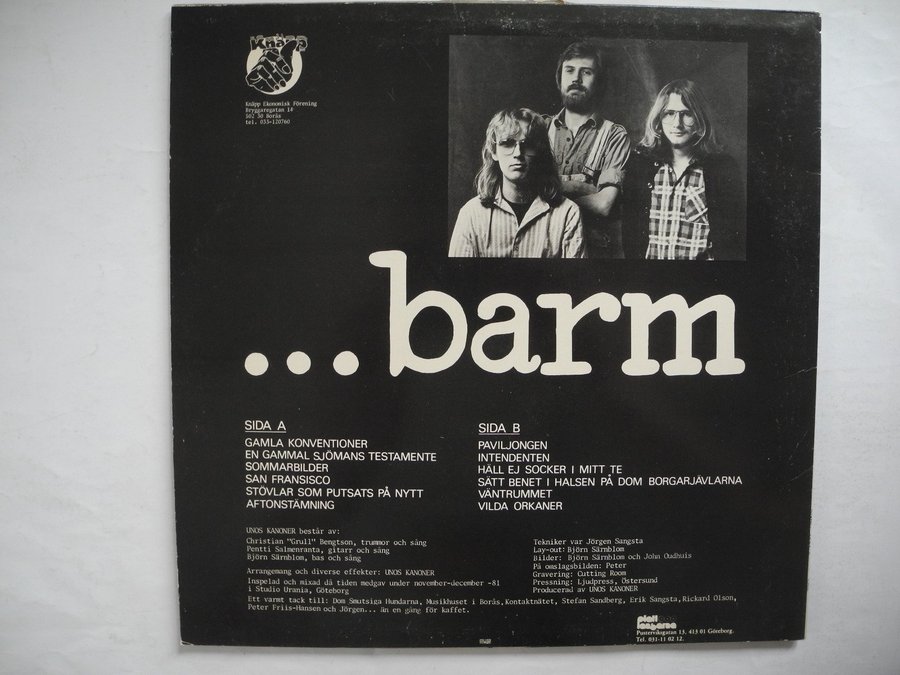 Knäpp
Knäpp Ekonomisk Förening
Bryggaregatan 14
502 30 Borås
tel. 033-120760
...barm
SIDA A
GAMLA KONVENTIONER
EN GAMMAL SJÖMANS TESTAMENTE
SOMMARBILDER
SAN FRANSISCO
STÖVLAR SOM PUTSATS PÅ NYTT
AFTONSTÄMNING
SIDA B
PAVILJONGEN
INTENDENTEN
HÄLL EJ SOCKER I MITT TE
SÄTT BENET I HALSEN PÅ DOM BORGARJÄVLARNA
VÄNTRUMMET
VILDA ORKANER
UNOS KANONER består av:
Christian "Grull" Bengtson, trummor och sång
Pentti Salmenranta, gitarr och sång
Björn Särnblom, bas och sång
Arrangemang och diverse effekter: UNOS KANONER
Inspelad och mixad då tiden medgav under november-december -81
i Studio Urania, Göteborg
Ett varmt tack till: Dom Smutsiga Hundarna, Musikhuset i Borås, Kontaktnätet, Stefan Sandberg, Erik Sangsta, Rickard Olson,
Peter Friis-Hansen och Jörgen... än en gång för kaffet.
Tekniker var Jörgen Sangsta
Lay-out: Björn Särnblom
Bilder: Björn Särnblom och John Oudhuis
På omslagsbilden: Peter
Gravering: Cutting Room
Pressning: Ljudpress, Östersund
Producerad av UNOS KANONER
plattlangarna
Pusterviksgatan 13, 413 01 Göteborg.
Tel. 031-11 02 12.